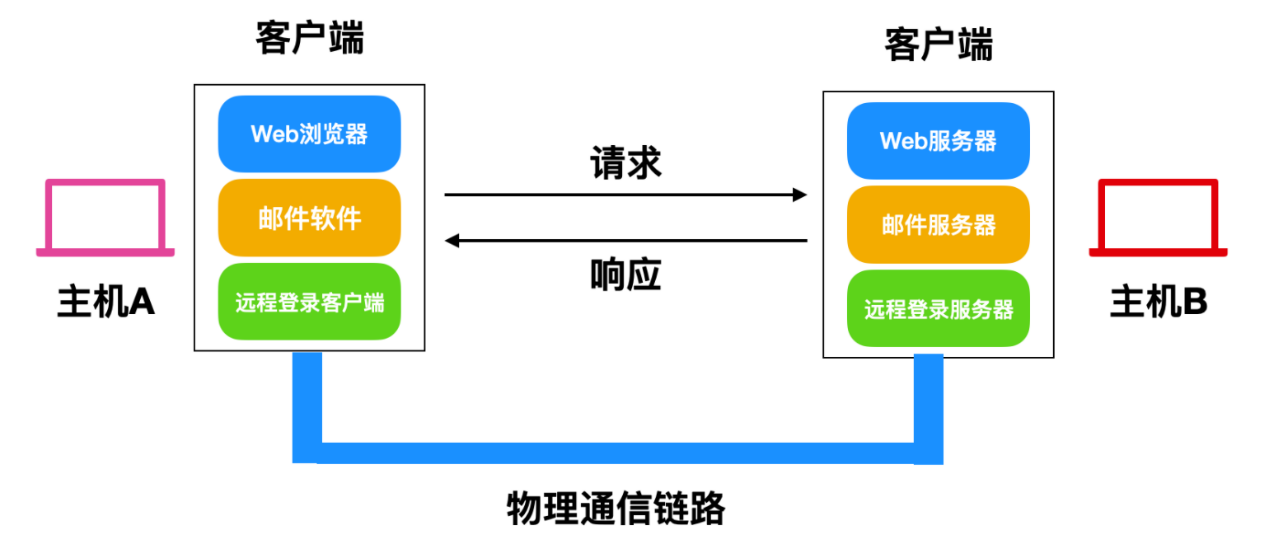 客户端
客户端
Web浏览器
邮件软件
远程登录客户端
主机A
请求
响应
Web服务器
邮件服务器
远程登录服务器
主机B
物理通信链路